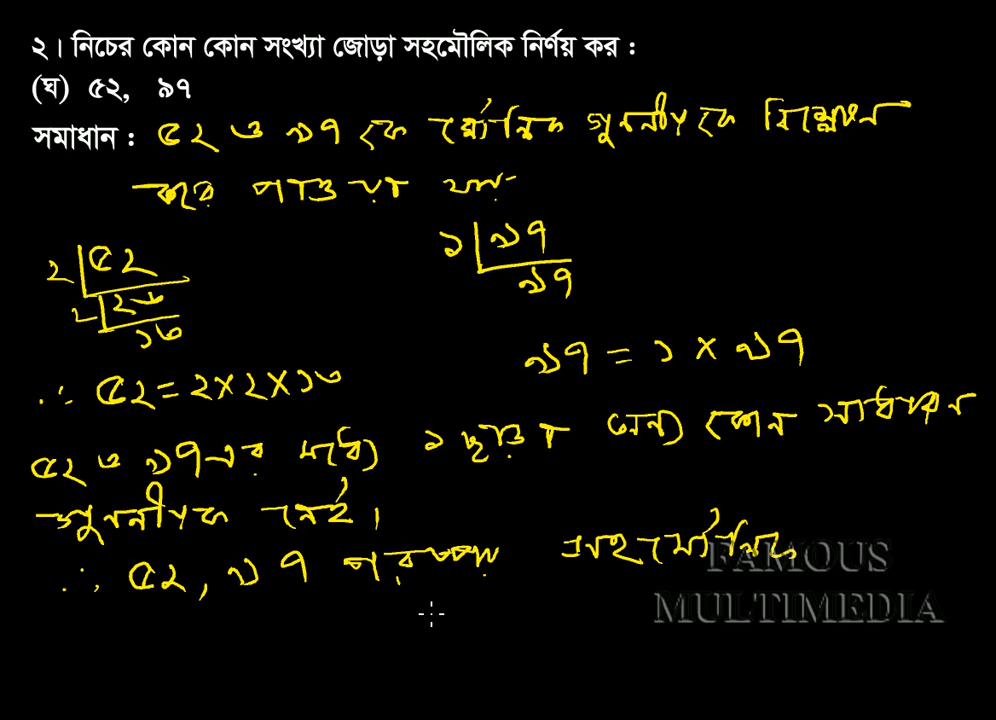 ২। নিচের কোন কোন সংখ্যা জোড়া সহমৌলিক নির্ণয় কর :
(ঘ) ৫২, ৯৭
সমাধান : ৫২ ও ৯৭ কে মৌলিক গুণনীয়কে বিশ্লেষণ
করে পাওয়া যায়-
২ ৫২
২ ২৬
১৩
১ ৯৭
৯৭
∴ ৫২ = ২ × ২ × ১৩
৯৭ = ১ × ৯৭
৫২ ও ৯৭ এর মধ্যে ১ ছাড়া অন্য কোন সাধারণ
গুণনীয়ক নেই।
∴ ৫২, ৯৭ পরস্পর সহমৌলিক
FAMOUS
MULTIMEDIA